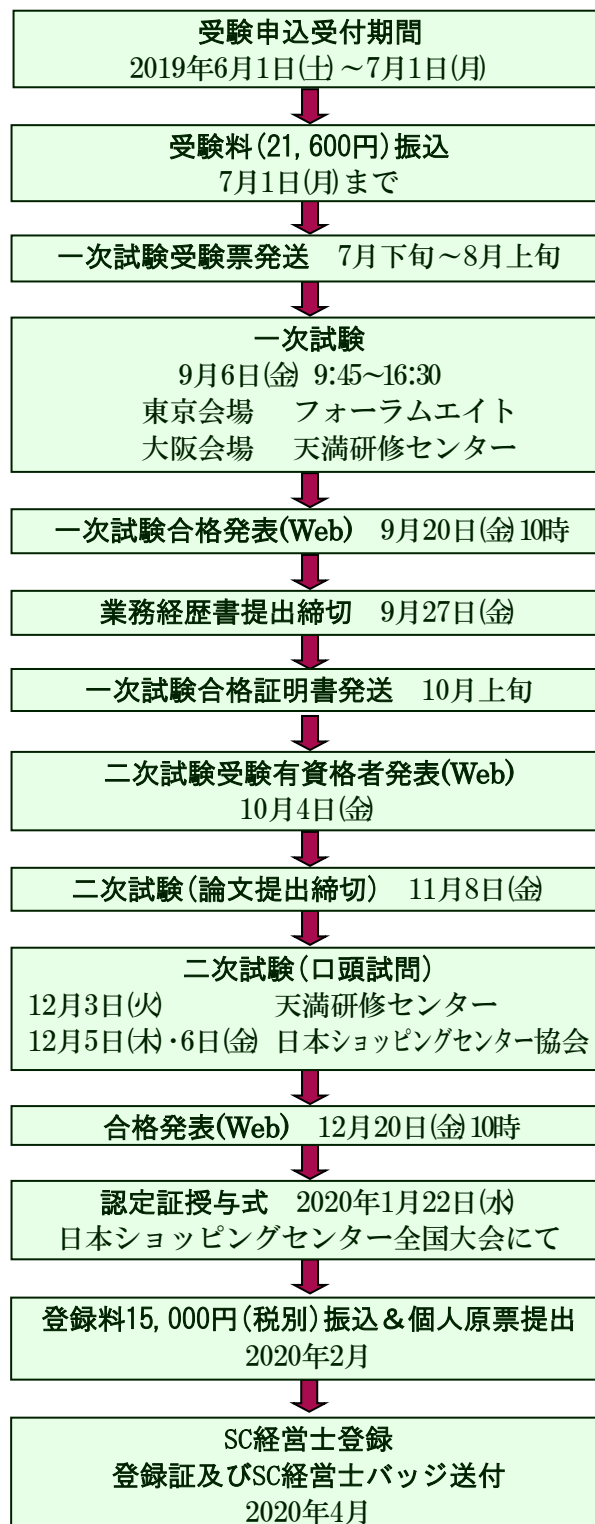 受験申込受付期間
2019年6月1日(土)～7月1日(月)
受験料(21,600円)振込
7月1日(月)まで
一次試験受験票発送　7月下旬～8月上旬
一次試験
9月6日(金) 9:45~16:30
東京会場　フォーラムエイト
大阪会場　天満研修センター
一次試験合格発表(Web)　9月20日(金)10時
業務経歴書提出締切　9月27日(金)
一次試験合格証明書発送　10月上旬
二次試験受験有資格者発表(Web)
10月4日(金)
二次試験(論文提出締切)　11月8日(金)
二次試験(口頭試問)
12月3日(火)　天満研修センター
12月5日(木)・6日(金) 日本ショッピングセンター協会
合格発表(Web)　12月20日(金)10時
認定証授与式　2020年1月22日(水)
日本ショッピングセンター全国大会にて
登録料15,000円(税別)振込＆個人原票提出
2020年2月
SC経営士登録
登録証及びSC経営士バッジ送付
2020年4月